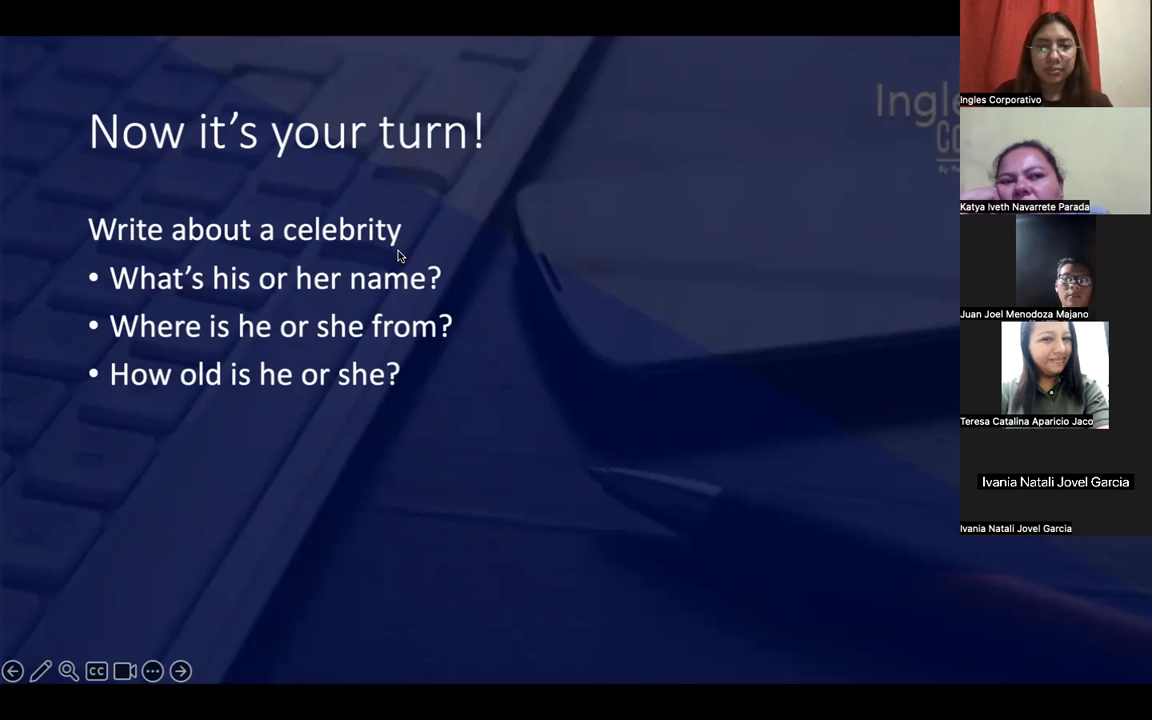 Now it's your turn!
Write about a celebrity
• What's his or her name?
• Where is he or she from?
• How old is he or she?
CC
Ingles Corporativo
Katya Iveth Navarrete Parada
Juan Joel Menodoza Majano
Teresa Catalina Aparicio Jaco
Ivania Natali Jovel Garcia
Ivania Natali Jovel Garcia